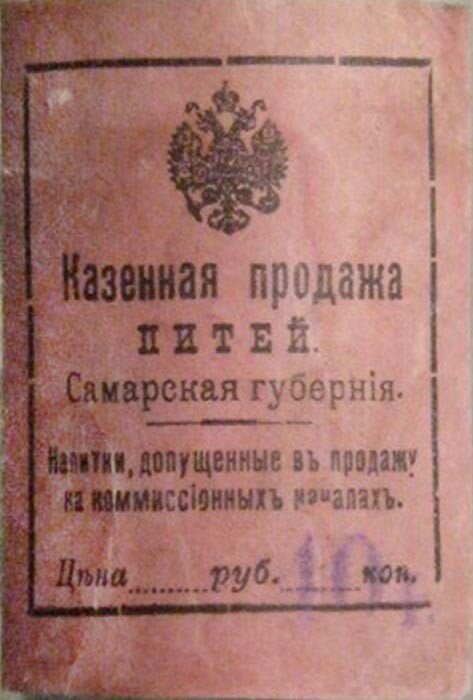 Казенная продажа
ПИТЕЙ.
Самарская губернія.
Напитки, допущенные въ продажу
на коммиссіонныхъ началахъ.
Цѣна......руб.......коп.
10